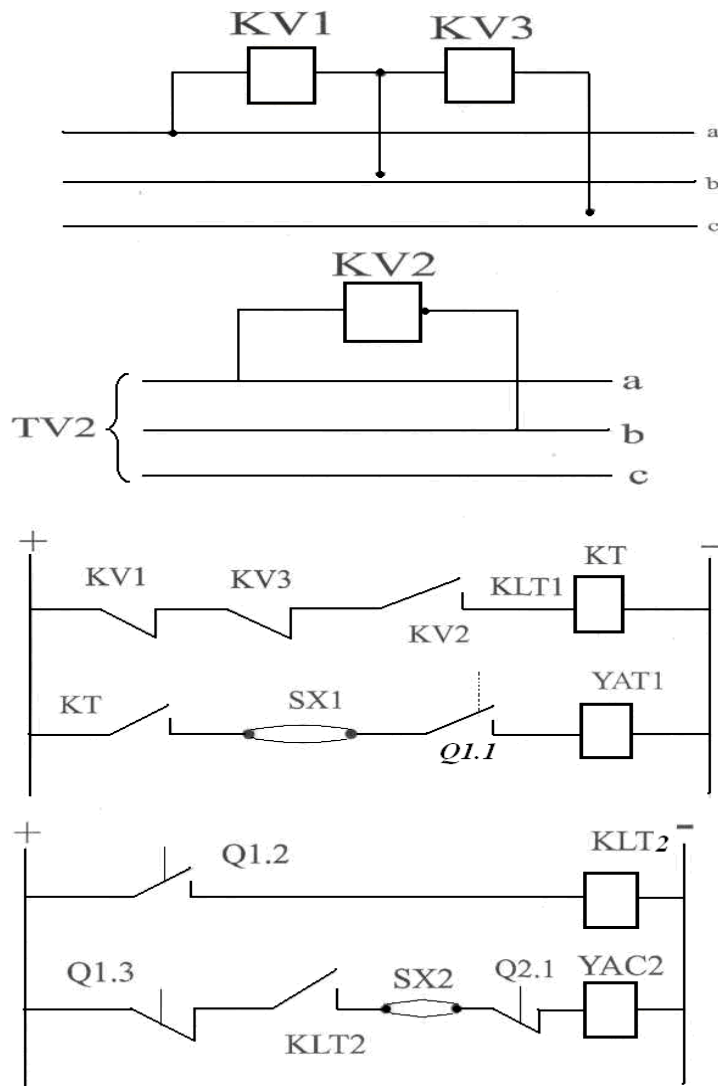 KV1 KV3
a
b
c
KV2
a
TV2 b
c
+ −
KV1 KV3 KLT1 KT
KV2
KT SX1 YAT1
Q1.1
+ -
Q1.2 KLT2
Q1.3 SX2 Q2.1 YAC2
KLT2